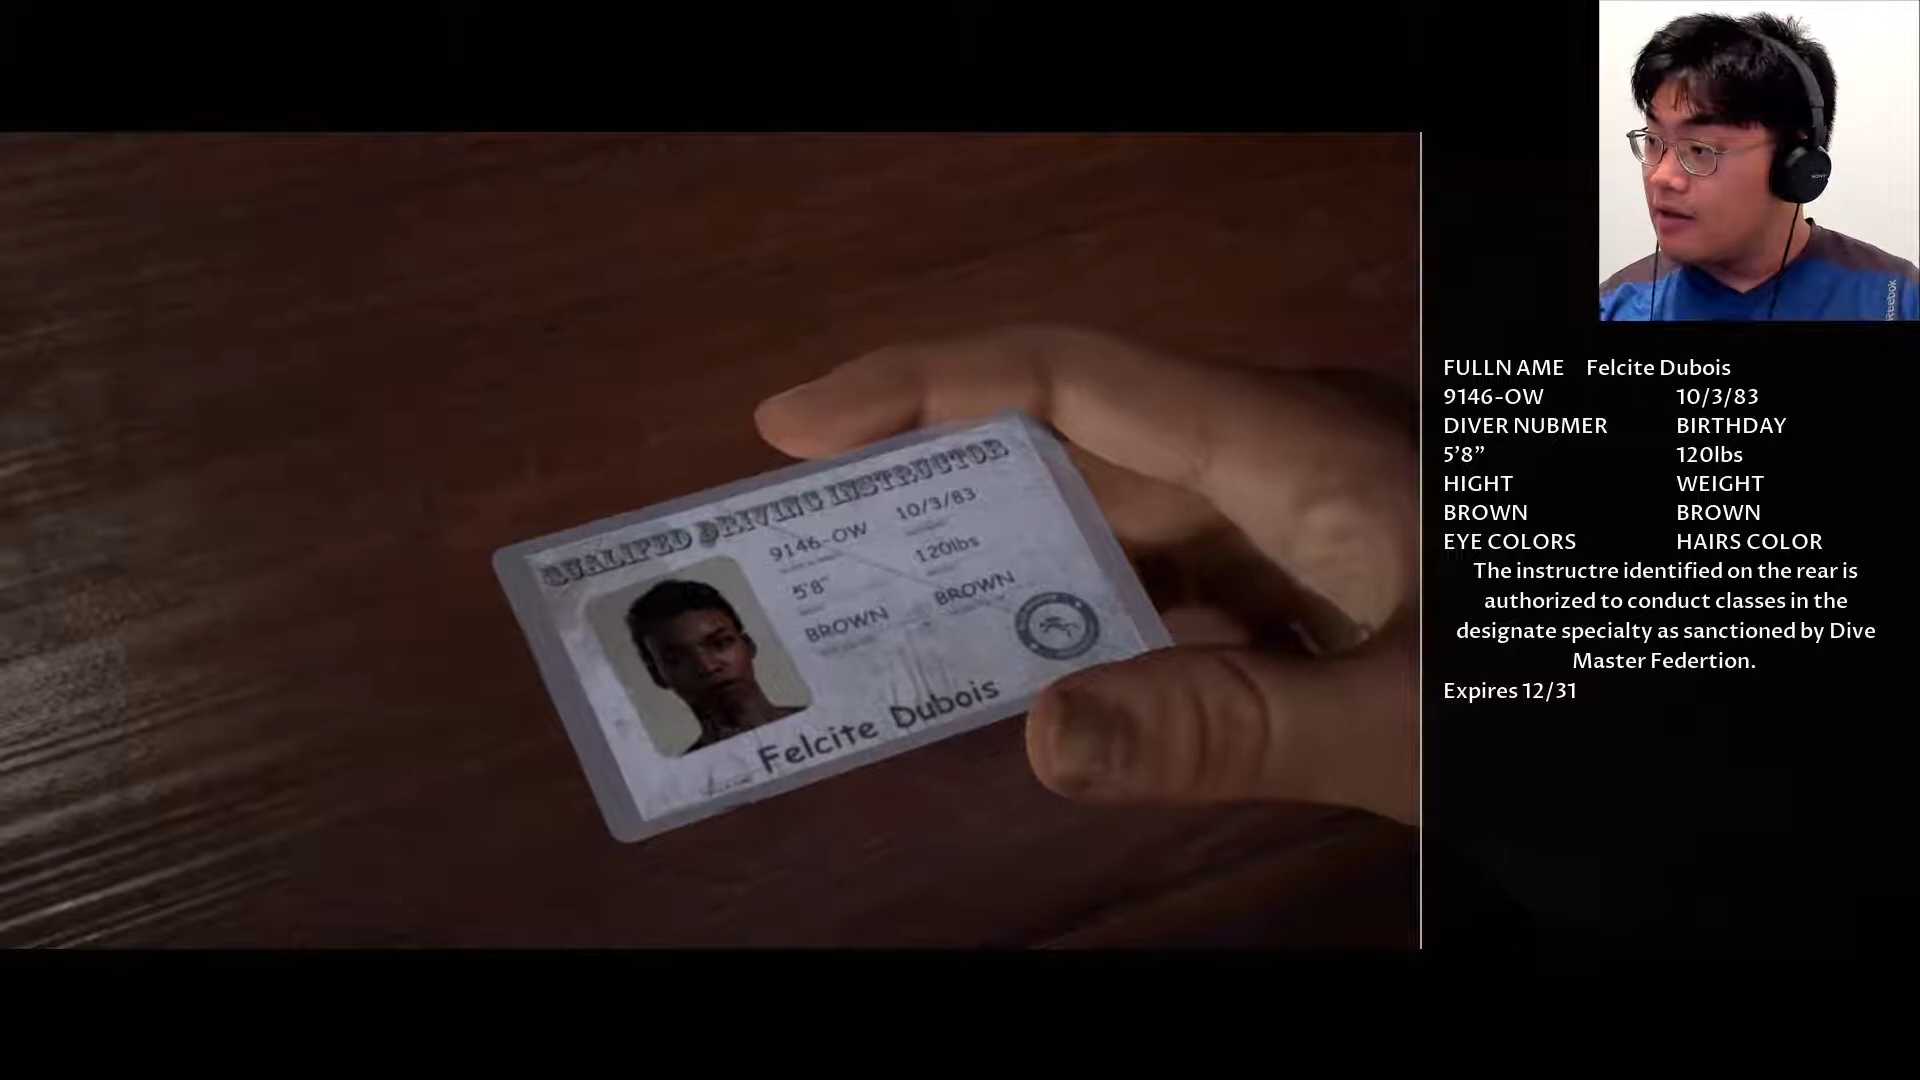 QUALIFED DRIVING INSTRUCTOR
9146-OW 10/3/83
5'8" 120lbs
BROWN BROWN
Felcite Dubois
SONY
Reebok
FULLN AME Felcite Dubois
9146-OW 10/3/83
DIVER NUBMER BIRTHDAY
5'8” 120lbs
HIGHT WEIGHT
BROWN BROWN
EYE COLORS HAIRS COLOR
The instructre identified on the rear is
authorized to conduct classes in the
designate specialty as sanctioned by Dive
Master Federtion.
Expires 12/31